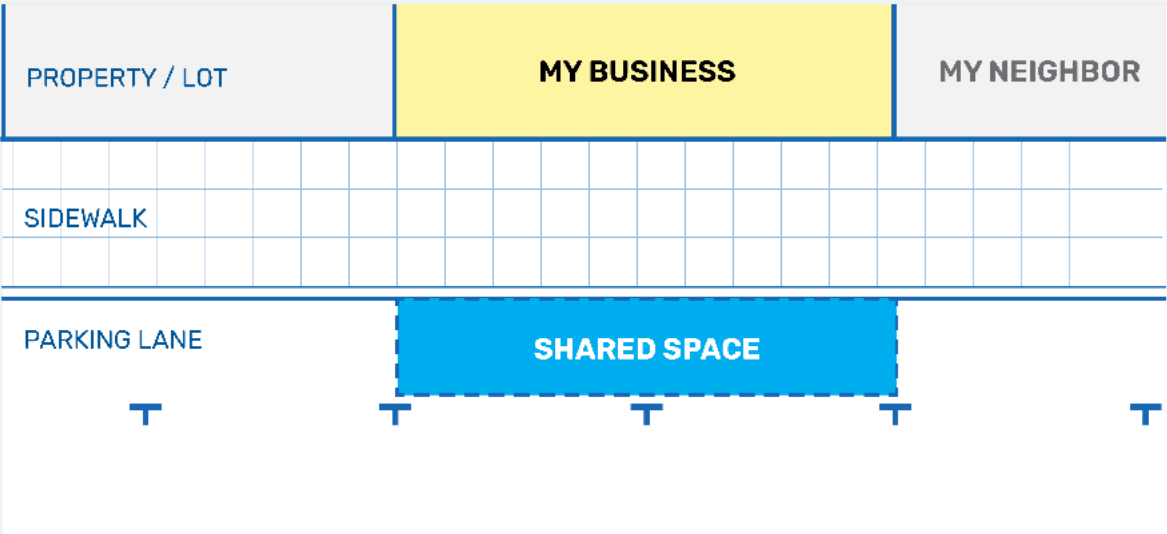 PROPERTY / LOT
MY BUSINESS
MY NEIGHBOR
SIDEWALK
PARKING LANE
SHARED SPACE